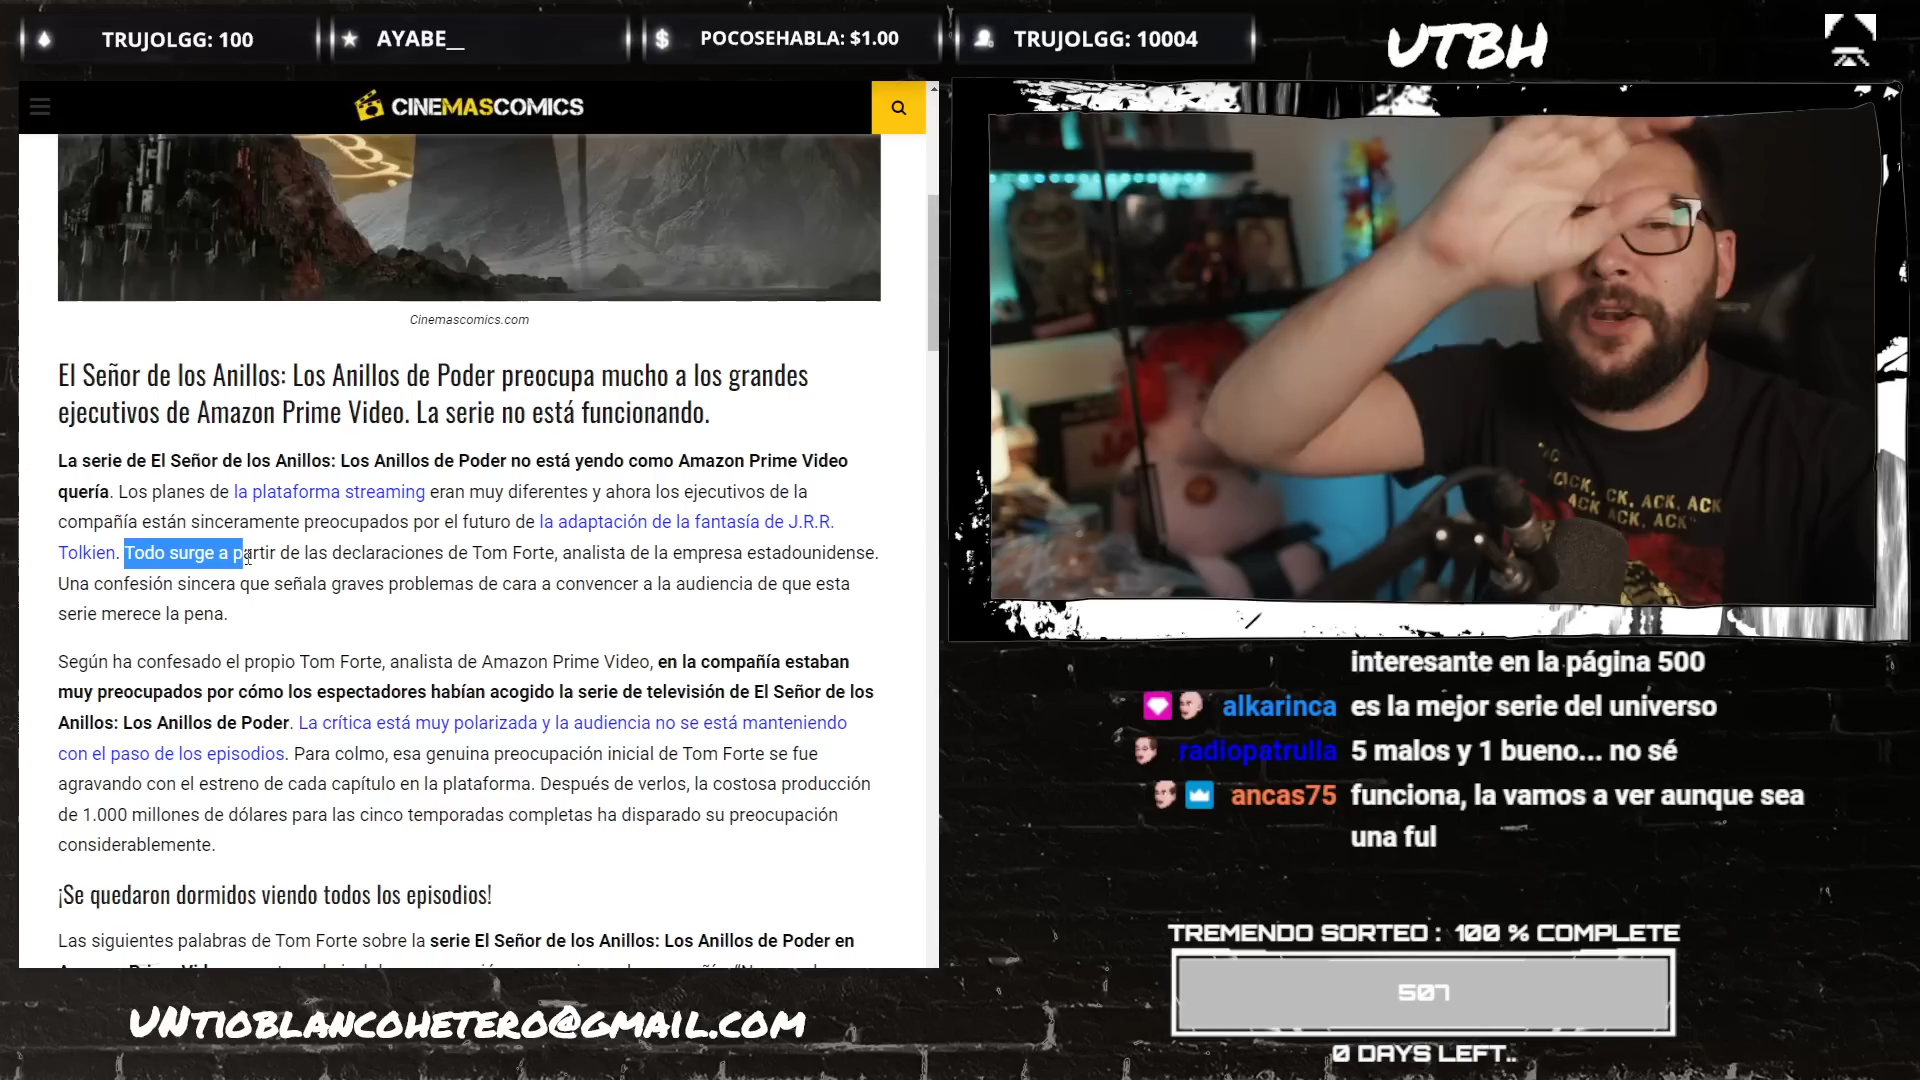 TRUJOLGG: 100
AYABE__
POCOSEHABLA: $1.00
TRUJOLGG: 10004
UTBH
CINEMASCOMICS
Cinemascomics.com
El Señor de los Anillos: Los Anillos de Poder preocupa mucho a los grandes
ejecutivos de Amazon Prime Video. La serie no está funcionando.
La serie de El Señor de los Anillos: Los Anillos de Poder no está yendo como Amazon Prime Video
quería. Los planes de la plataforma streaming eran muy diferentes y ahora los ejecutivos de la
compañía están sinceramente preocupados por el futuro de la adaptación de la fantasía de J.R.R.
Tolkien. Todo surge a partir de las declaraciones de Tom Forte, analista de la empresa estadounidense.
Una confesión sincera que señala graves problemas de cara a convencer a la audiencia de que esta
serie merece la pena.
Según ha confesado el propio Tom Forte, analista de Amazon Prime Video, en la compañía estaban
muy preocupados por cómo los espectadores habían acogido la serie de televisión de El Señor de los
Anillos: Los Anillos de Poder. La crítica está muy polarizada y la audiencia no se está manteniendo
con el paso de los episodios. Para colmo, esa genuina preocupación inicial de Tom Forte se fue
agravando con el estreno de cada capítulo en la plataforma. Después de verlos, la costosa producción
de 1.000 millones de dólares para las cinco temporadas completas ha disparado su preocupación
considerablemente.
¡Se quedaron dormidos viendo todos los episodios!
Las siguientes palabras de Tom Forte sobre la serie El Señor de los Anillos: Los Anillos de Poder en
ACK, ACK, ACK
ACK, ACK, ACK"
interesante en la página 500
alkarinca es la mejor serie del universo
radiopatrulla 5 malos y 1 bueno... no sé
ancas75 funciona, la vamos a ver aunque sea
una ful
TREMENDO SORTEO : 100 % COMPLETE
507
0 DAYS LEFT..
UNTIOBLANCOHETERO@GMAIL.COM